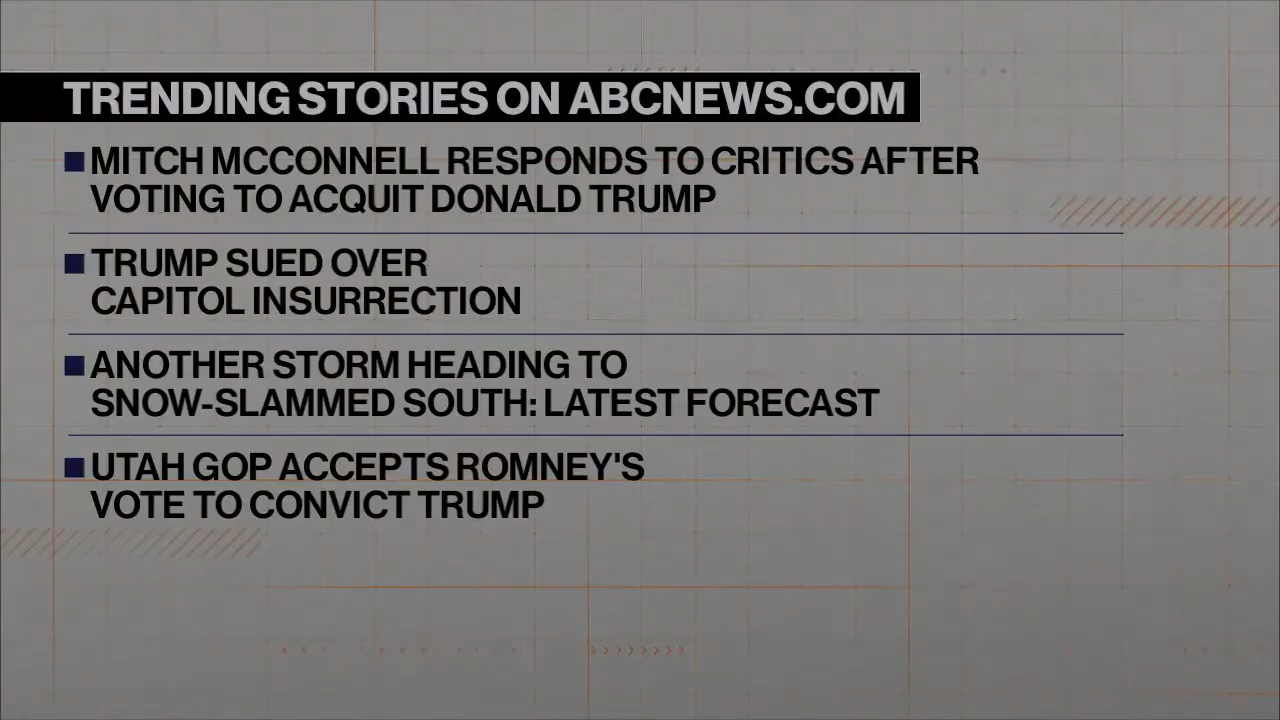 TRENDING STORIES ON ABCNEWS.COM
MITCH MCCONNELL RESPONDS TO CRITICS AFTER
VOTING TO ACQUIT DONALD TRUMP
TRUMP SUED OVER
CAPITOL INSURRECTION
ANOTHER STORM HEADING TO
SNOW-SLAMMED SOUTH: LATEST FORECAST
UTAH GOP ACCEPTS ROMNEY'S
VOTE TO CONVICT TRUMP